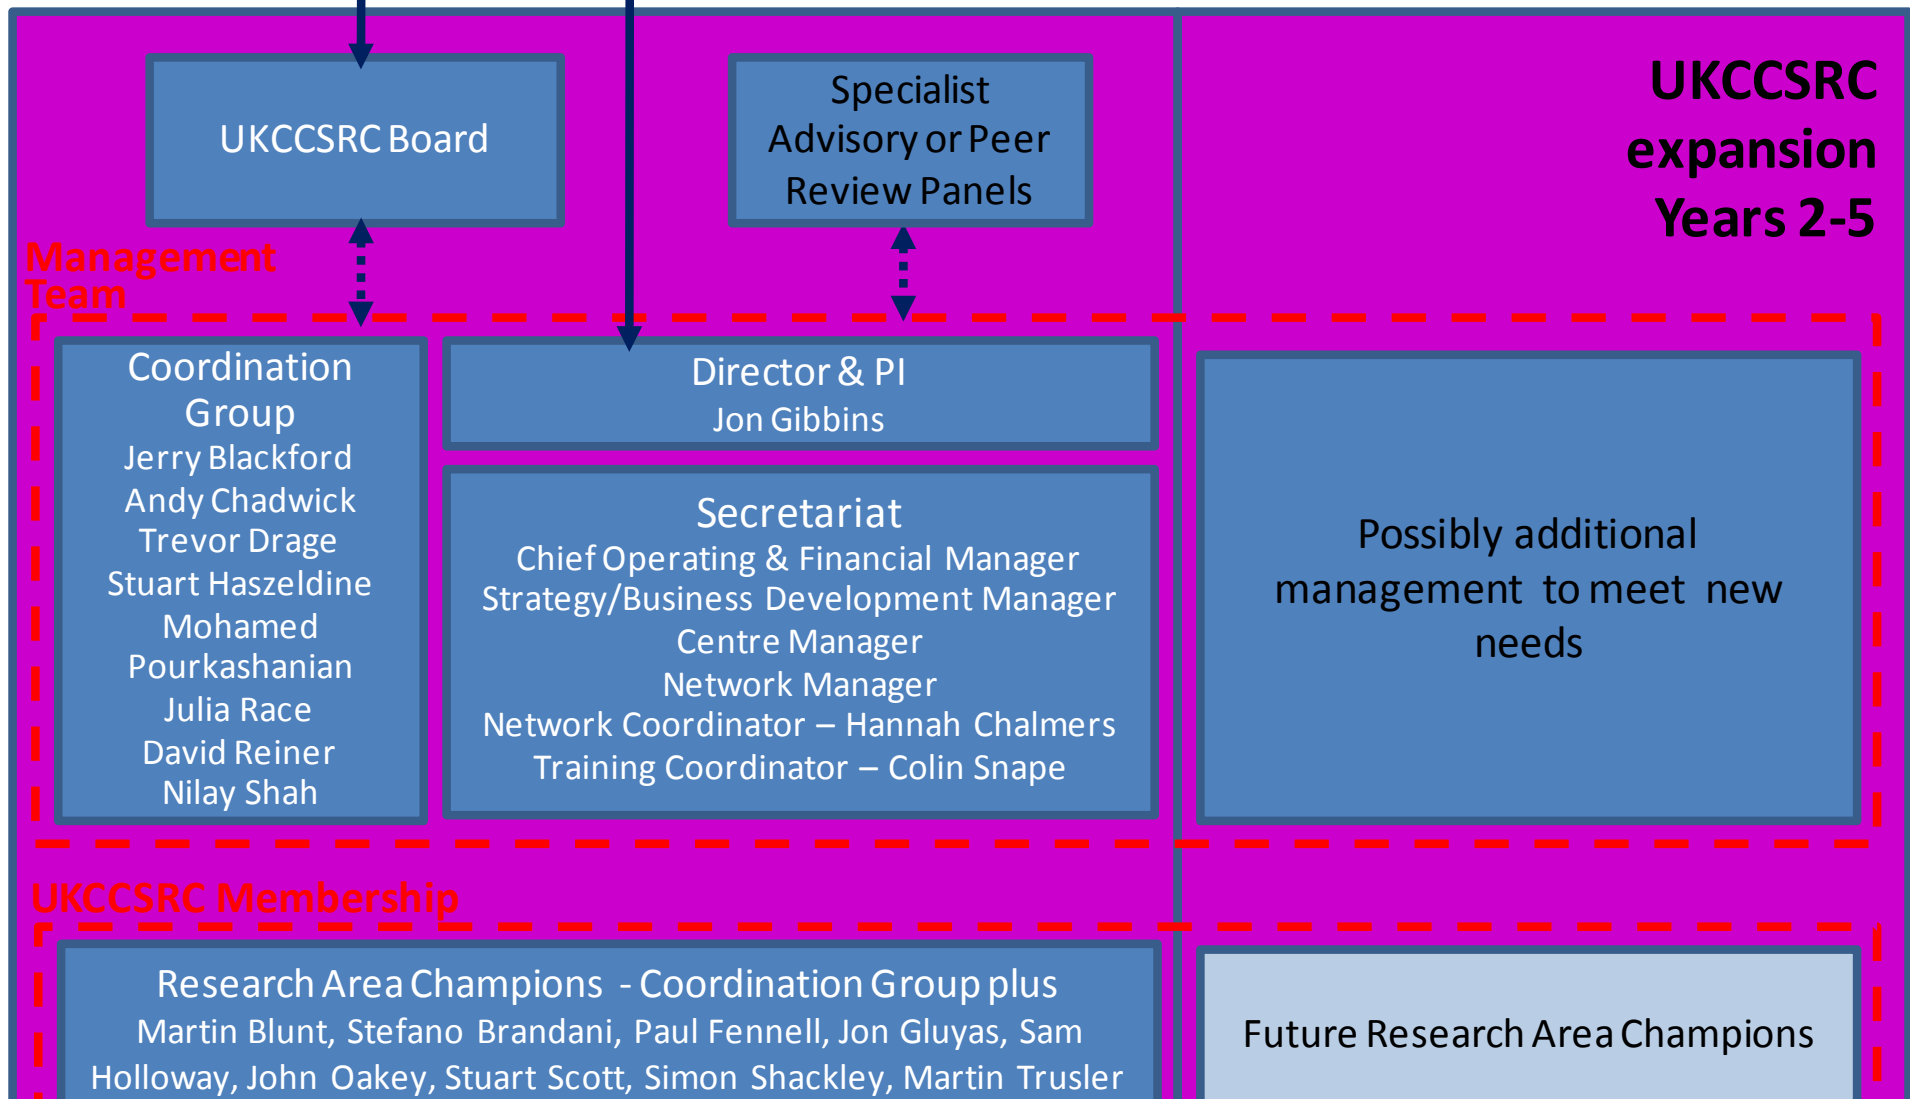 UKCCSRC Board
Specialist
Advisory or Peer
Review Panels
UKCCSRC
expansion
Years 2-5
Management
Team
Coordination
Group
Jerry Blackford
Andy Chadwick
Trevor Drage
Stuart Haszeldine
Mohamed
Pourkashanian
Julia Race
David Reiner
Nilay Shah
Director & PI
Jon Gibbins
Secretariat
Chief Operating & Financial Manager
Strategy/Business Development Manager
Centre Manager
Network Manager
Network Coordinator – Hannah Chalmers
Training Coordinator – Colin Snape
Possibly additional
management to meet new
needs
UKCCSRC Membership
Research Area Champions - Coordination Group plus
Martin Blunt, Stefano Brandani, Paul Fennell, Jon Gluyas, Sam
Holloway, John Oakey, Stuart Scott, Simon Shackley, Martin Trusler
Future Research Area Champions